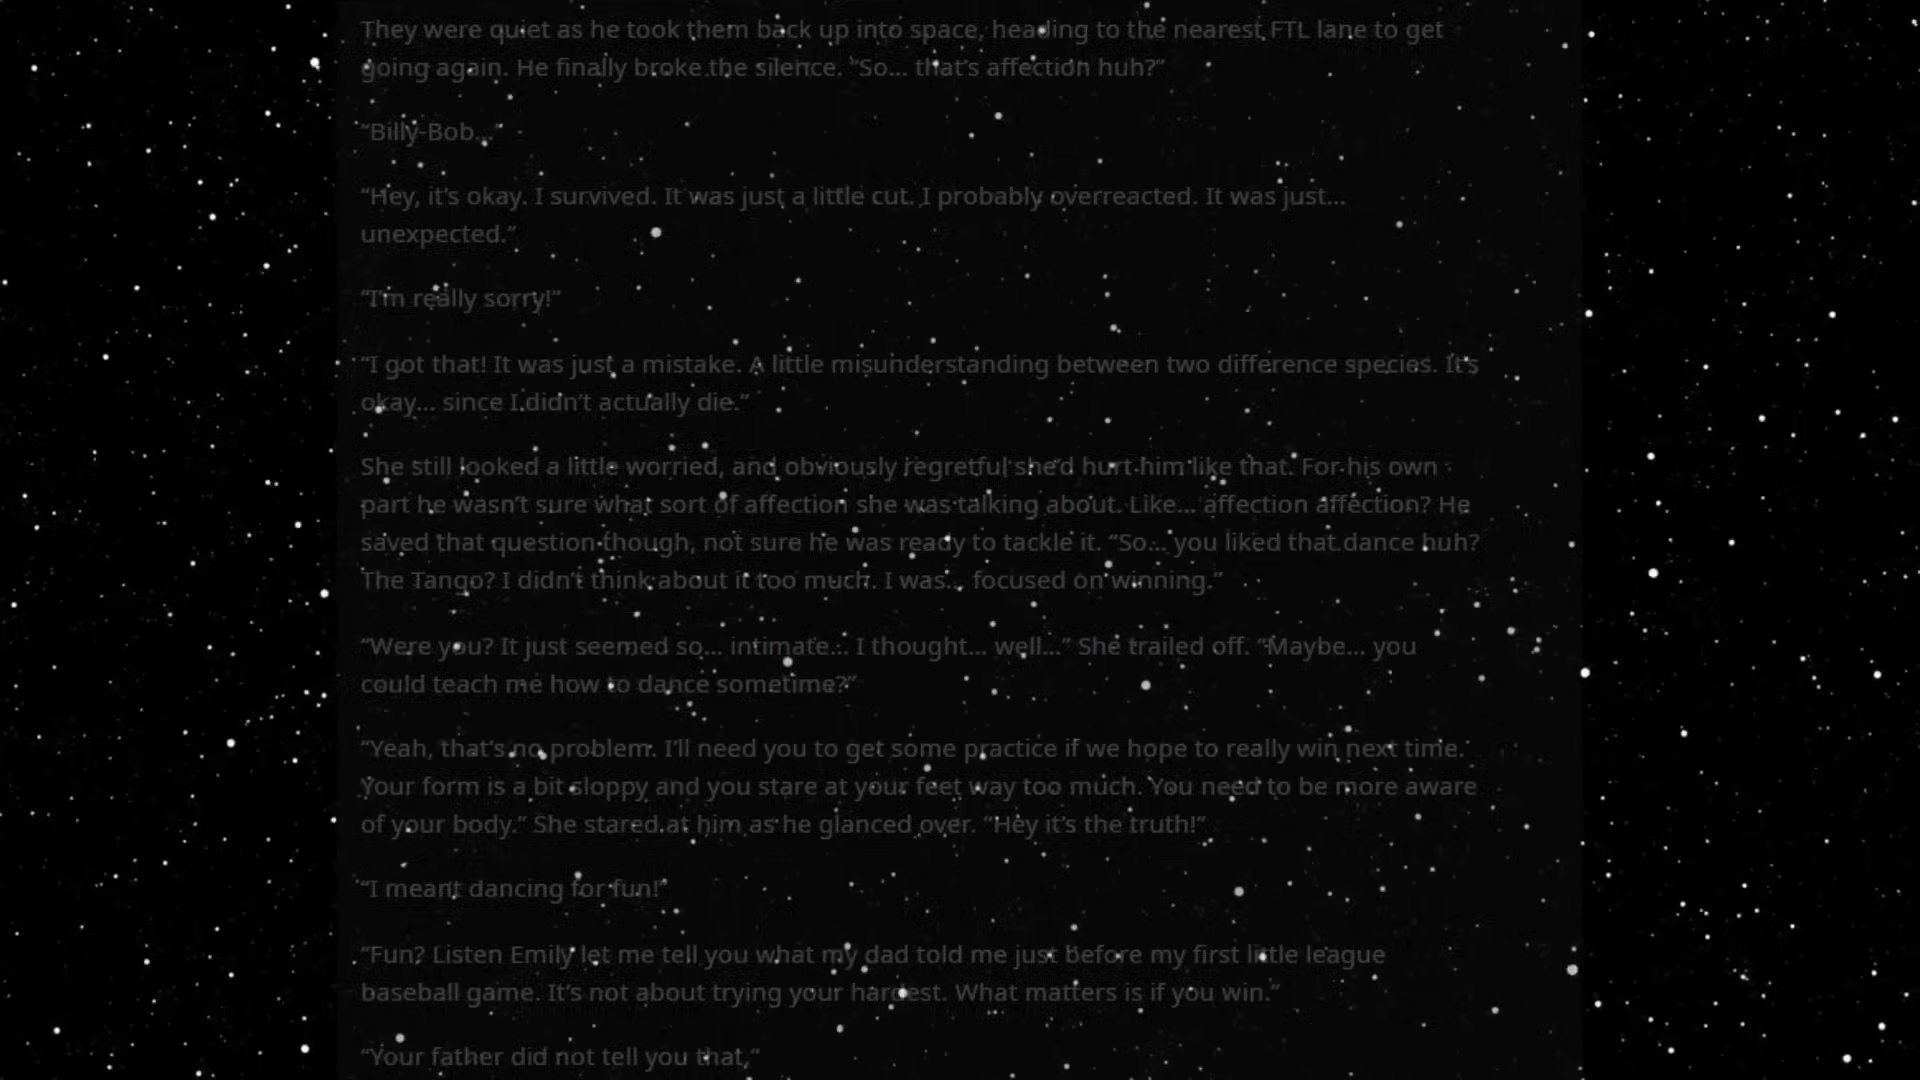 They were quiet as he took them back up into space, heading to the nearest FTL lane to get
going again. He finally broke the silence. “So... that’s affection huh?”
“Billy-Bob...”
“Hey, it’s okay. I survived. It was just a little cut. I probably overreacted. It was just...
unexpected.”
“I’m really sorry!”
“I got that! It was just a mistake. A little misunderstanding between two difference species. It’s
okay... since I didn’t actually die.”
She still looked a little worried, and obviously regretful she’d hurt him like that. For his own
part he wasn’t sure what sort of affection she was talking about. Like... affection affection? He
saved that question though, not sure he was ready to tackle it. “So... you liked that dance huh?
The Tango? I didn’t think about it too much. I was... focused on winning.”
“Were you? It just seemed so... intimate... I thought... well...” She trailed off. “Maybe... you
could teach me how to dance sometime?”
“Yeah, that’s no problem. I’ll need you to get some practice if we hope to really win next time.
Your form is a bit sloppy and you stare at your feet way too much. You need to be more aware
of your body.” She stared at him as he glanced over. “Hey it’s the truth!”
“I meant dancing for fun!”
“Fun? Listen Emily let me tell you what my dad told me just before my first little league
baseball game. It’s not about trying your hardest. What matters is if you win.”
“Your father did not tell you that,”